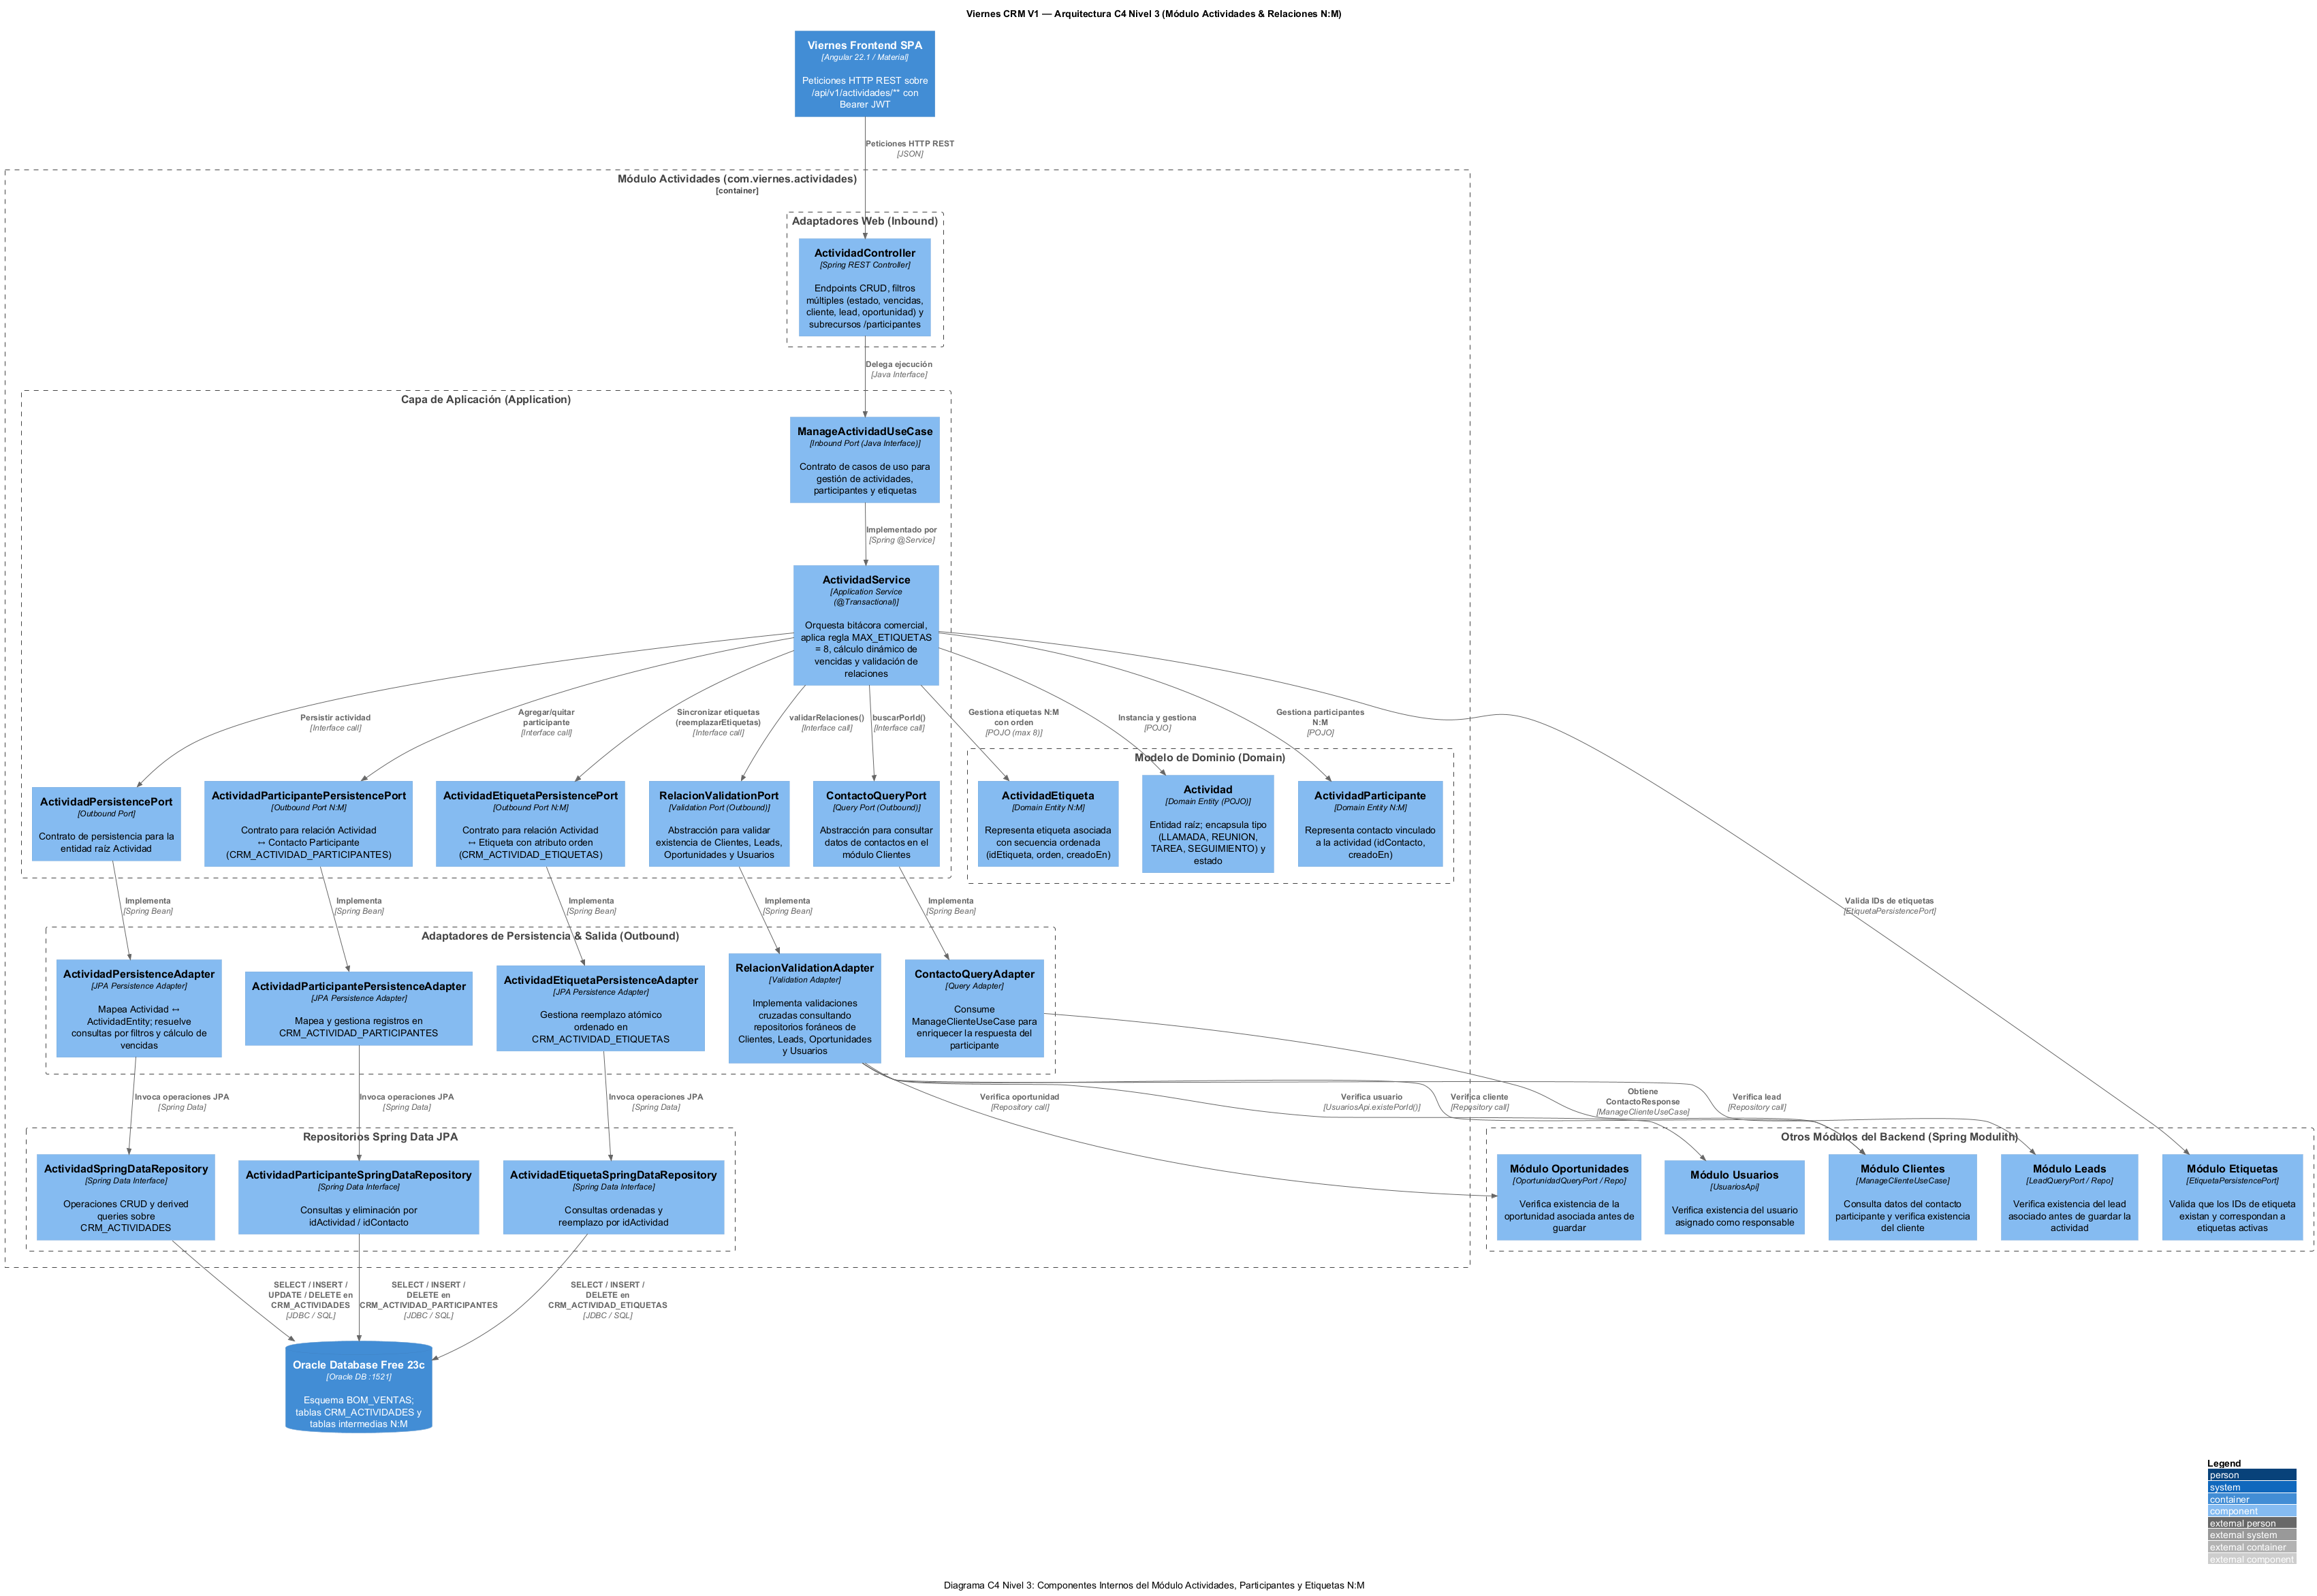 Viernes CRM V1 — Arquitectura C4 Nivel 3 (Módulo Actividades & Relaciones N:M)
Viernes Frontend SPA
[Angular 22.1 / Material]
Peticiones HTTP REST sobre
/api/v1/actividades/** con
Bearer JWT
Peticiones HTTP REST
[JSON]
Módulo Actividades (com.viernes.actividades)
[container]
Adaptadores Web (Inbound)
ActividadController
[Spring REST Controller]
Endpoints CRUD, filtros
múltiples (estado, vencidas,
cliente, lead, oportunidad) y
subrecursos /participantes
Delega ejecución
[Java Interface]
Capa de Aplicación (Application)
ManageActividadUseCase
[Inbound Port (Java Interface)]
Contrato de casos de uso para
gestión de actividades,
participantes y etiquetas
Implementado por
[Spring @Service]
ActividadService
[Application Service
(@Transactional)]
Orquesta bitácora comercial,
aplica regla MAX_ETIQUETAS
= 8, cálculo dinámico de
vencidas y validación de
relaciones
Persistir actividad
[Interface call]
Agregar/quitar
participante
[Interface call]
Sincronizar etiquetas
(reemplazarEtiquetas)
[Interface call]
validarRelaciones()
[Interface call]
buscarPorId()
[Interface call]
Gestiona etiquetas N:M
con orden
[POJO (max 8)]
Instancia y gestiona
[POJO]
Gestiona participantes
N:M
[POJO]
ActividadPersistencePort
[Outbound Port]
Contrato de persistencia para la
entidad raíz Actividad
ActividadParticipantePersistencePort
[Outbound Port N:M]
Contrato para relación Actividad
↔ Contacto Participante
(CRM_ACTIVIDAD_PARTICIPANTES)
ActividadEtiquetaPersistencePort
[Outbound Port N:M]
Contrato para relación Actividad
↔ Etiqueta con atributo orden
(CRM_ACTIVIDAD_ETIQUETAS)
RelacionValidationPort
[Validation Port (Outbound)]
Abstracción para validar
existencia de Clientes, Leads,
Oportunidades y Usuarios
ContactoQueryPort
[Query Port (Outbound)]
Abstracción para consultar
datos de contactos en el
módulo Clientes
Modelo de Dominio (Domain)
ActividadEtiqueta
[Domain Entity N:M]
Representa etiqueta asociada
con secuencia ordenada
(idEtiqueta, orden, creadoEn)
Actividad
[Domain Entity (POJO)]
Entidad raíz; encapsula tipo
(LLAMADA, REUNION,
TAREA, SEGUIMIENTO) y
estado
ActividadParticipante
[Domain Entity N:M]
Representa contacto vinculado
a la actividad (idContacto,
creadoEn)
Implementa
[Spring Bean]
Implementa
[Spring Bean]
Implementa
[Spring Bean]
Implementa
[Spring Bean]
Implementa
[Spring Bean]
Valida IDs de etiquetas
[EtiquetaPersistencePort]
Adaptadores de Persistencia & Salida (Outbound)
ActividadPersistenceAdapter
[JPA Persistence Adapter]
Mapea Actividad ↔
ActividadEntity; resuelve
consultas por filtros y cálculo de
vencidas
ActividadParticipantePersistenceAdapter
[JPA Persistence Adapter]
Mapea y gestiona registros en
CRM_ACTIVIDAD_PARTICIPANTES
ActividadEtiquetaPersistenceAdapter
[JPA Persistence Adapter]
Gestiona reemplazo atómico
ordenado en
CRM_ACTIVIDAD_ETIQUETAS
RelacionValidationAdapter
[Validation Adapter]
Implementa validaciones
cruzadas consultando
repositorios foráneos de
Clientes, Leads, Oportunidades
y Usuarios
ContactoQueryAdapter
[Query Adapter]
Consume
ManageClienteUseCase para
enriquecer la respuesta del
participante
Invoca operaciones JPA
[Spring Data]
Invoca operaciones JPA
[Spring Data]
Invoca operaciones JPA
[Spring Data]
Verifica oportunidad
[Repository call]
Verifica usuario
[UsuariosApi.existePorId()]
Verifica cliente
[Repository call]
Obtiene
ContactoResponse
[ManageClienteUseCase]
Verifica lead
[Repository call]
Repositorios Spring Data JPA
ActividadSpringDataRepository
[Spring Data Interface]
Operaciones CRUD y derived
queries sobre
CRM_ACTIVIDADES
ActividadParticipanteSpringDataRepository
[Spring Data Interface]
Consultas y eliminación por
idActividad / idContacto
ActividadEtiquetaSpringDataRepository
[Spring Data Interface]
Consultas ordenadas y
reemplazo por idActividad
Otros Módulos del Backend (Spring Modulith)
Módulo Oportunidades
[OportunidadQueryPort / Repo]
Verifica existencia de la
oportunidad asociada antes de
guardar
Módulo Usuarios
[UsuariosApi]
Verifica existencia del usuario
asignado como responsable
Módulo Clientes
[ManageClienteUseCase]
Consulta datos del contacto
participante y verifica existencia
del cliente
Módulo Leads
[LeadQueryPort / Repo]
Verifica existencia del lead
asociado antes de guardar la
actividad
Módulo Etiquetas
[EtiquetaPersistencePort]
Valida que los IDs de etiqueta
existan y correspondan a
etiquetas activas
SELECT / INSERT /
UPDATE / DELETE en
CRM_ACTIVIDADES
[JDBC / SQL]
SELECT / INSERT /
DELETE en
CRM_ACTIVIDAD_PARTICIPANTES
[JDBC / SQL]
SELECT / INSERT /
DELETE en
CRM_ACTIVIDAD_ETIQUETAS
[JDBC / SQL]
Oracle Database Free 23c
[Oracle DB :1521]
Esquema BOM_VENTAS;
tablas CRM_ACTIVIDADES y
tablas intermedias N:M
Legend
person
system
container
component
external person
external system
external container
external component
Diagrama C4 Nivel 3: Componentes Internos del Módulo Actividades, Participantes y Etiquetas N:M